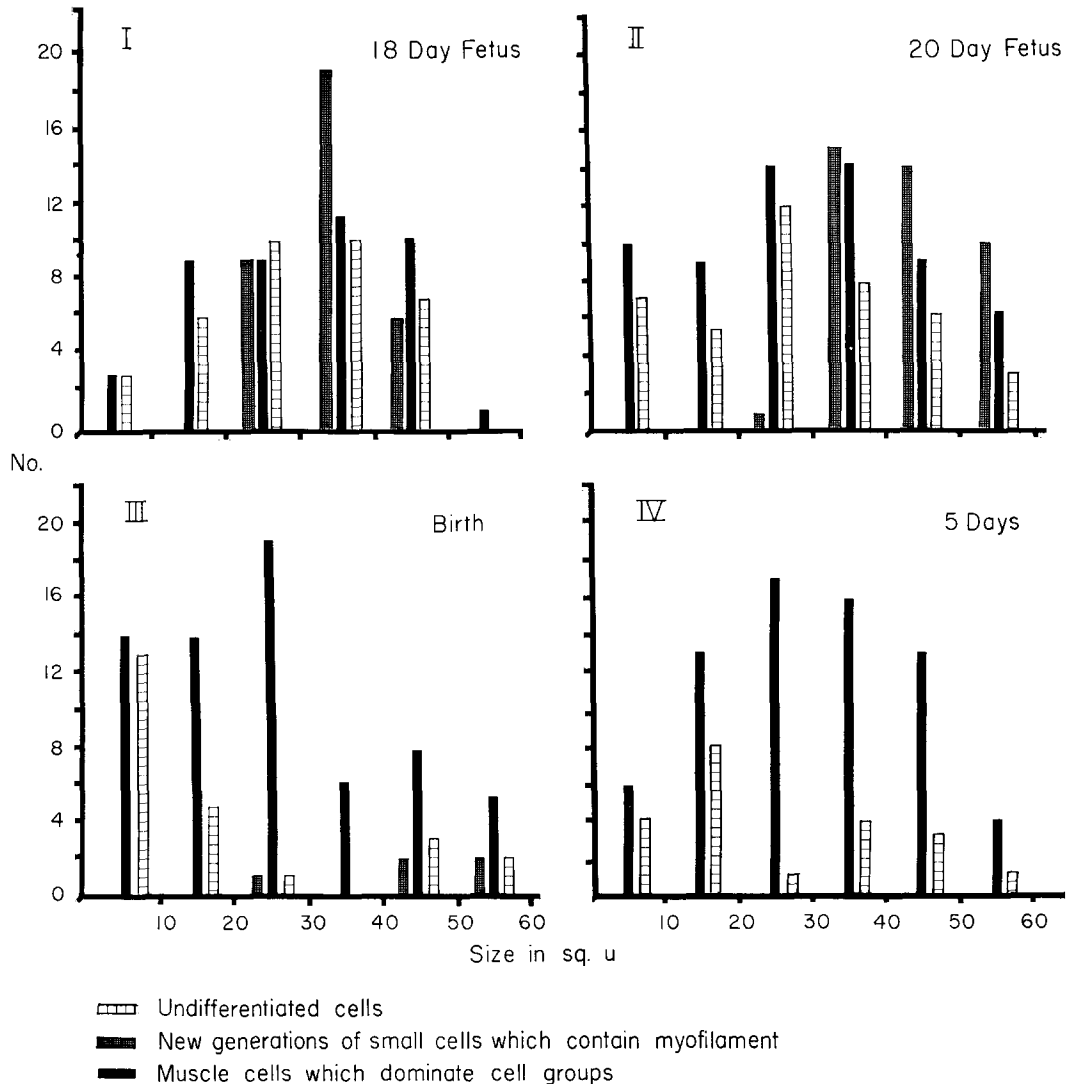 I
18 Day Fetus
II
20 Day Fetus
20
16
12
8
4
0
No.
III
Birth
IV
5 Days
20
16
12
8
4
0
10 20 30 40 50 60
10 20 30 40 50 60
Size in sq. u
Undifferentiated cells
New generations of small cells which contain myofilament
Muscle cells which dominate cell groups